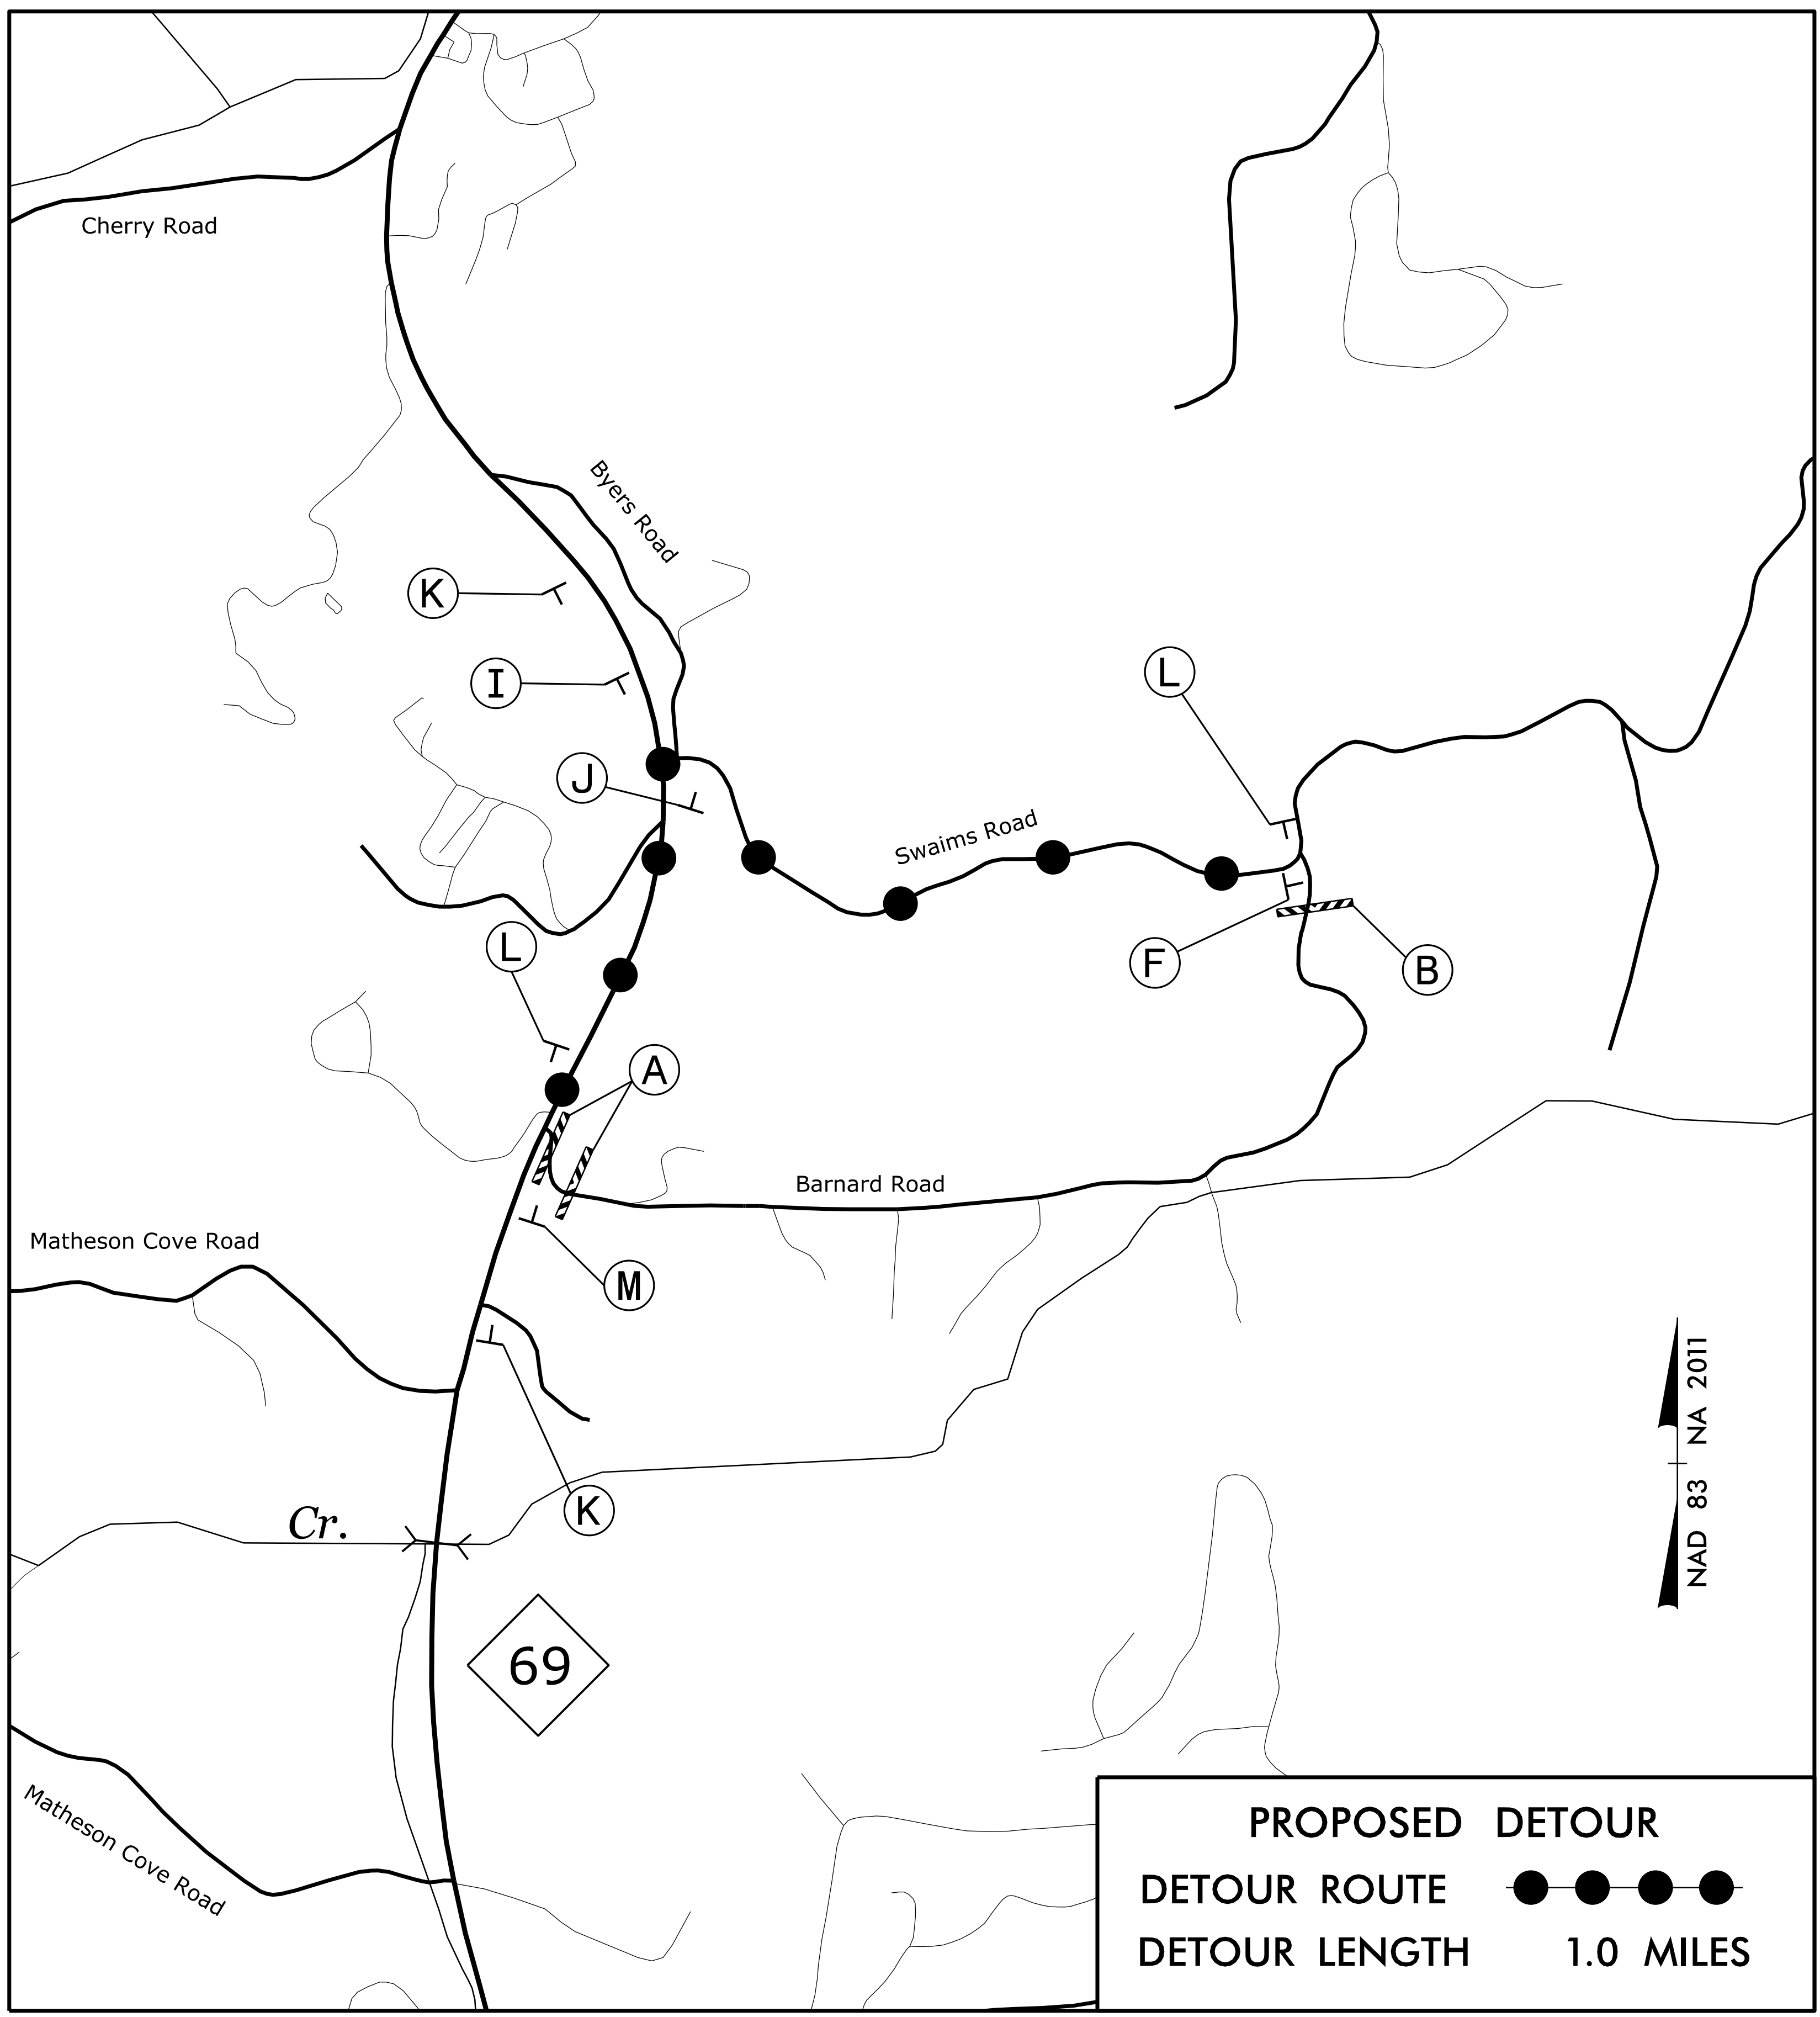 Cherry Road
Byers Road
K
I
L
J
Swaims Road
L
F
B
A
Barnard Road
Matheson Cove Road
M
K
Cr.
69
NAD 83 NA 2011
Matheson Cove Road
PROPOSED DETOUR
DETOUR ROUTE
DETOUR LENGTH 1.0 MILES